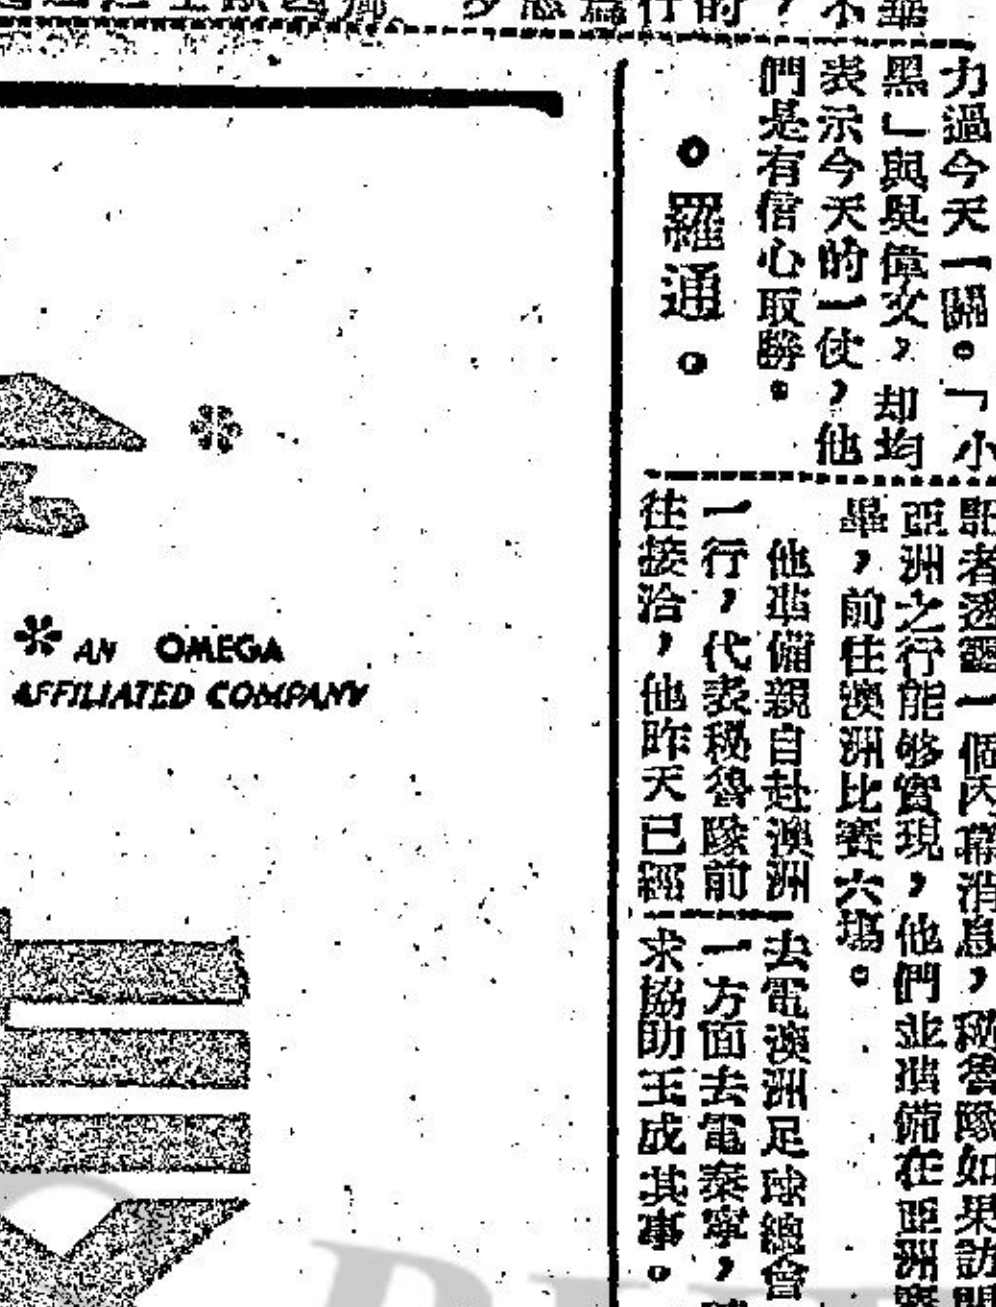 力過今天一關。「小
黑」與吳偉文，却均
表示今天的一仗，他
們是有信心取勝。
。羅通。
記者透露一個內幕消息，秘魯隊如果訪問
亞洲之行能够實現，他們並準備在亞洲賽
畢，前往澳洲比賽六場。
他準備親自赴澳洲
一行，代表秘魯隊前
往接洽，他昨天已經
去電澳洲足球總會
一方面去電泰寧，
求協助玉成其事。
AN OMEGA
AFFILIATED COMPANY